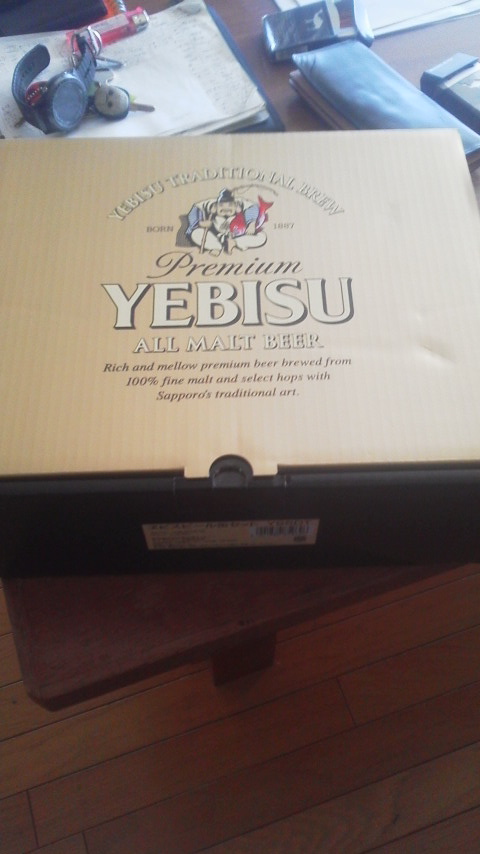 YEBISU TRADITIONAL BREW
BORN 1887
Premium
YEBISU
ALL MALT BEER
Rich and mellow premium beer brewed from
100% fine malt and select hops with
Sapporo's traditional art.